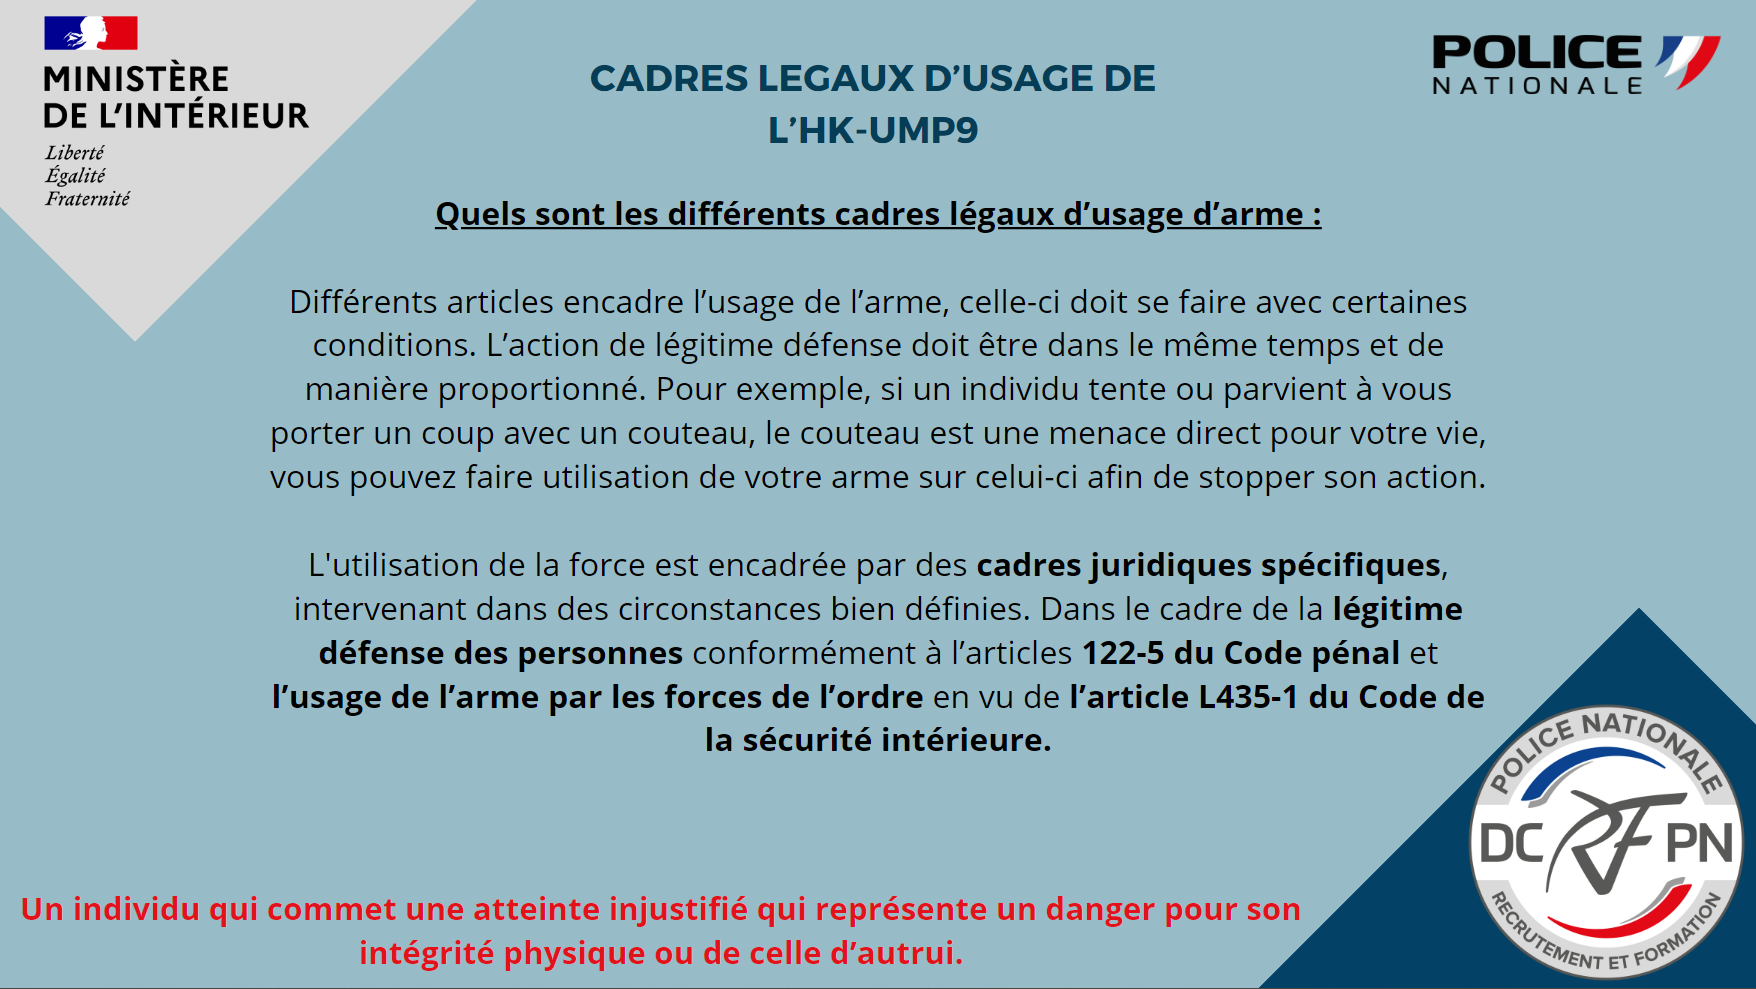 MINISTÈRE
DE L'INTÉRIEUR
Liberté
Égalité
Fraternité
POLICE
NATIONALE
CADRES LEGAUX D'USAGE DE
L'HK-UMP9
Quels sont les différents cadres légaux d'usage d'arme :
Différents articles encadre l'usage de l'arme, celle-ci doit se faire avec certaines
conditions. L'action de légitime défense doit être dans le même temps et de
manière proportionné. Pour exemple, si un individu tente ou parvient à vous
porter un coup avec un couteau, le couteau est une menace direct pour votre vie,
vous pouvez faire utilisation de votre arme sur celui-ci afin de stopper son action.
L'utilisation de la force est encadrée par des cadres juridiques spécifiques,
intervenant dans des circonstances bien définies. Dans le cadre de la légitime
défense des personnes conformément à l'articles 122-5 du Code pénal et
l'usage de l'arme par les forces de l'ordre en vu de l'article L435-1 du Code de
la sécurité intérieure.
Un individu qui commet une atteinte injustifié qui représente un danger pour son
intégrité physique ou de celle d'autrui.
POLICE NATIONALE
DC RF PN
RECRUTEMENT ET FORMATION